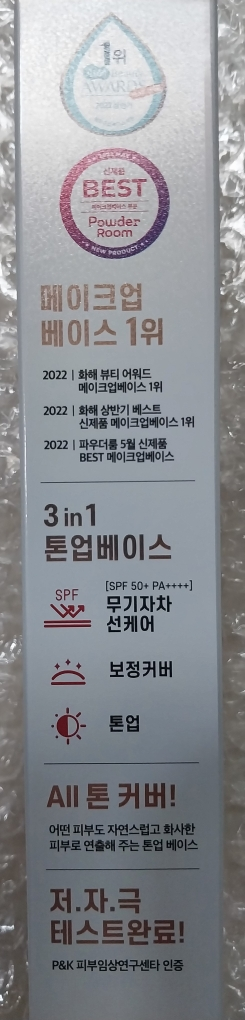 1위
신제품
BEST
Powder
Room
NEW PRODUCT
메이크업
베이스 1위
2022 | 화해 뷰티 어워드
메이크업베이스 1위
2022 | 화해 상반기 베스트
신제품 메이크업베이스 1위
2022 | 파우더룸 5월 신제품
BEST 메이크업베이스
3 in 1
톤업베이스
SPF
[SPF 50+ PA++++]
무기자차
선케어
보정커버
톤업
All 톤 커버!
어떤 피부도 자연스럽고 화사한
피부로 연출해 주는 톤업 베이스
저.자.극
테스트완료!
P&K 피부임상연구센타 인증